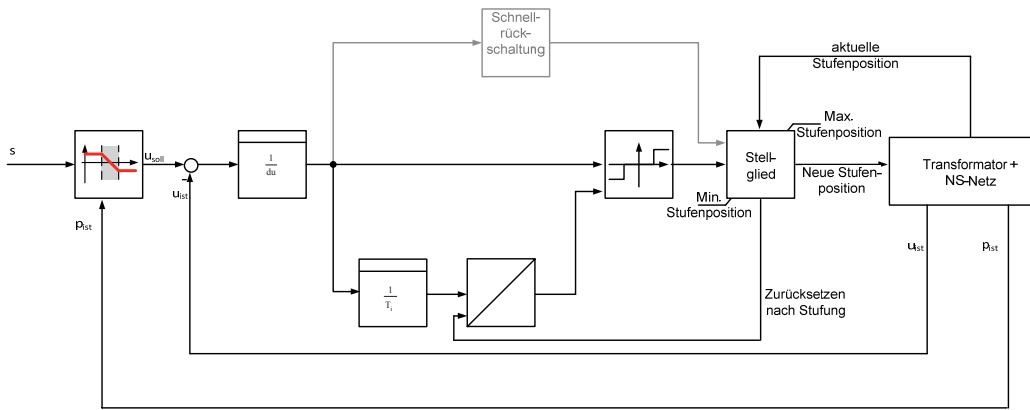 Schnell-
rück-
schaltung
aktuelle
Stufenposition
Max.
Stufenposition
s
u_soll
1
du
Stell-
glied
Neue Stufen-
position
Transformator +
NS-Netz
-
u_ist
Min.
Stufenposition
p_ist
u_ist
p_ist
1
T_i
Zurücksetzen
nach Stufung